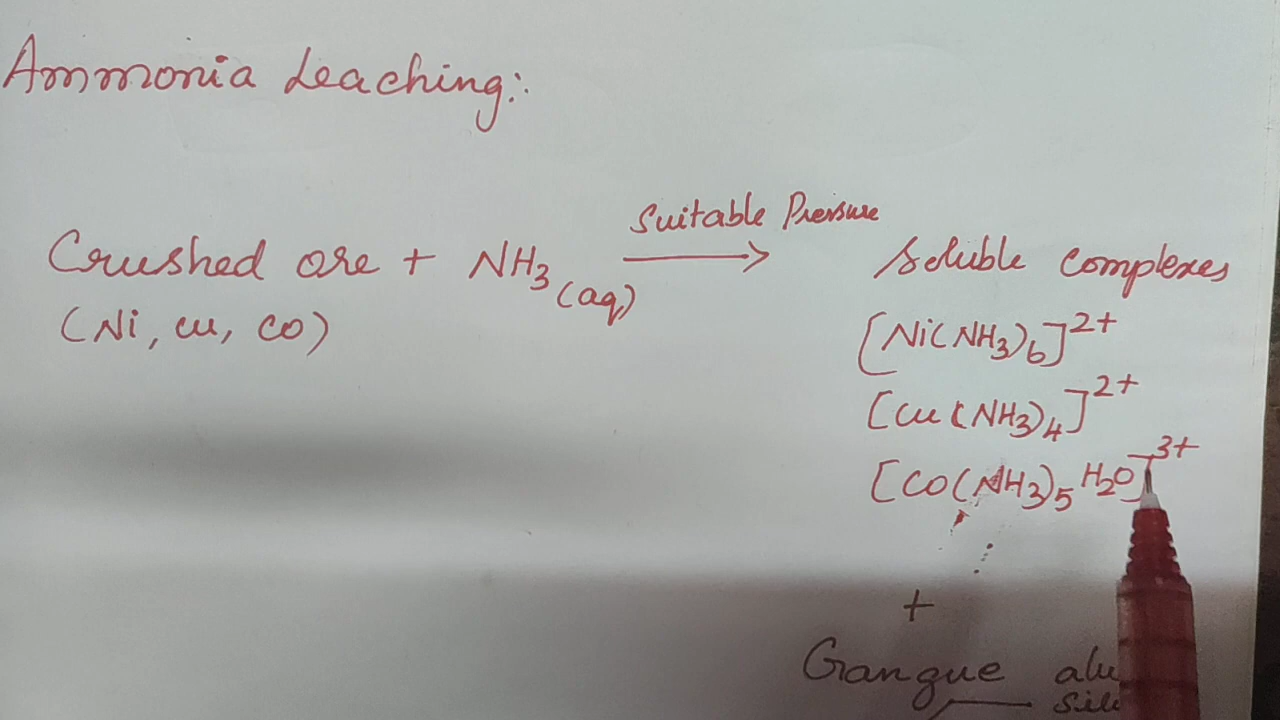 Ammonia Leaching:
Suitable Pressure
Crushed ore + NH3(aq) → Soluble complexes
(Ni, Cu, Co)
[Ni(NH3)6]2+
[Cu(NH3)4]2+
[Co(NH3)5 H2O]3+
+
Gangue